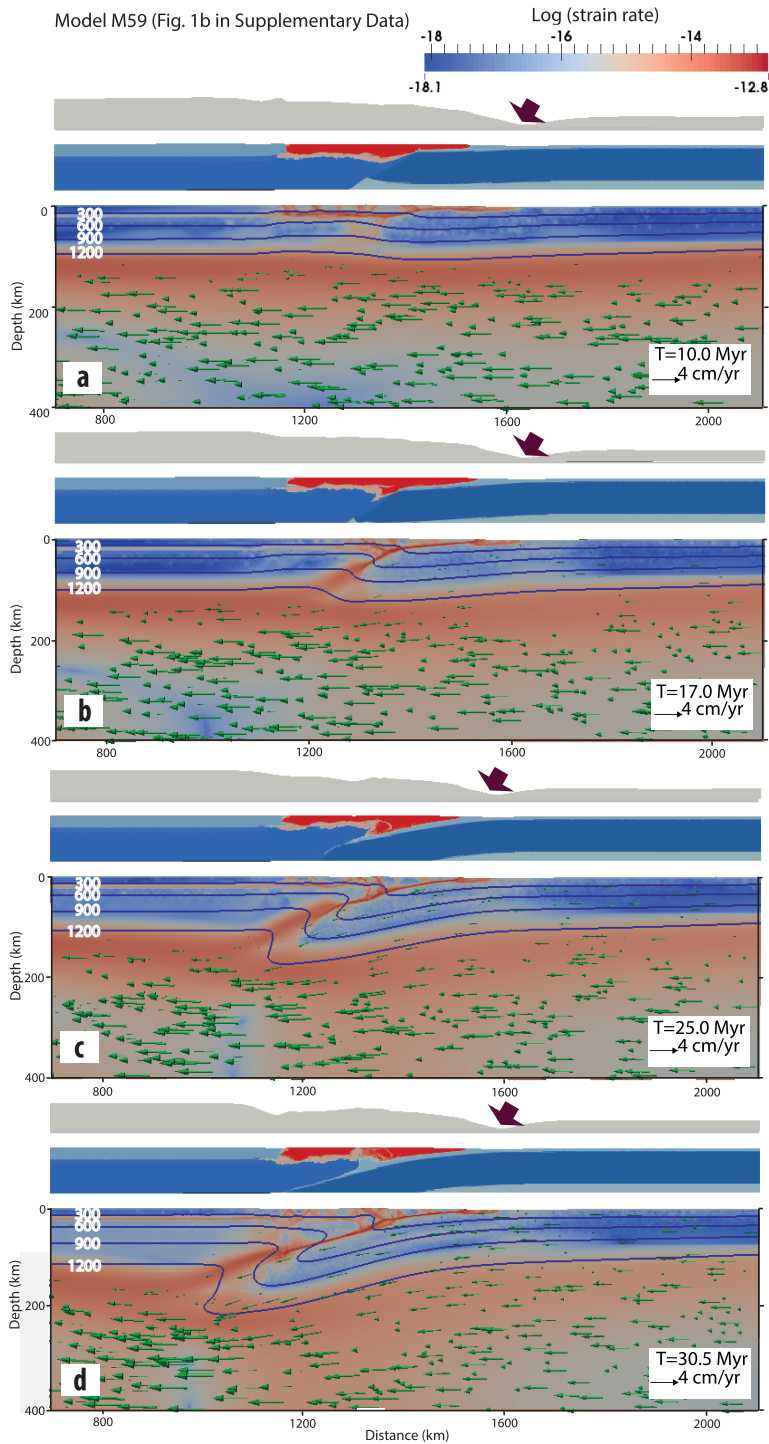 Model M59 (Fig. 1b in Supplementary Data)
Log (strain rate)
-18 -16 -14
-18.1 -12.8
0
300
600
900
1200
Depth (km)
200
400
a
T=10.0 Myr
4 cm/yr
800 1200 1600 2000
0
300
600
900
1200
Depth (km)
200
400
b
T=17.0 Myr
4 cm/yr
800 1200 1600 2000
0
300
600
900
1200
Depth (km)
200
400
c
T=25.0 Myr
4 cm/yr
800 1200 1600 2000
0
300
600
900
1200
Depth (km)
200
400
d
T=30.5 Myr
4 cm/yr
800 1200 1600 2000
Distance (km)